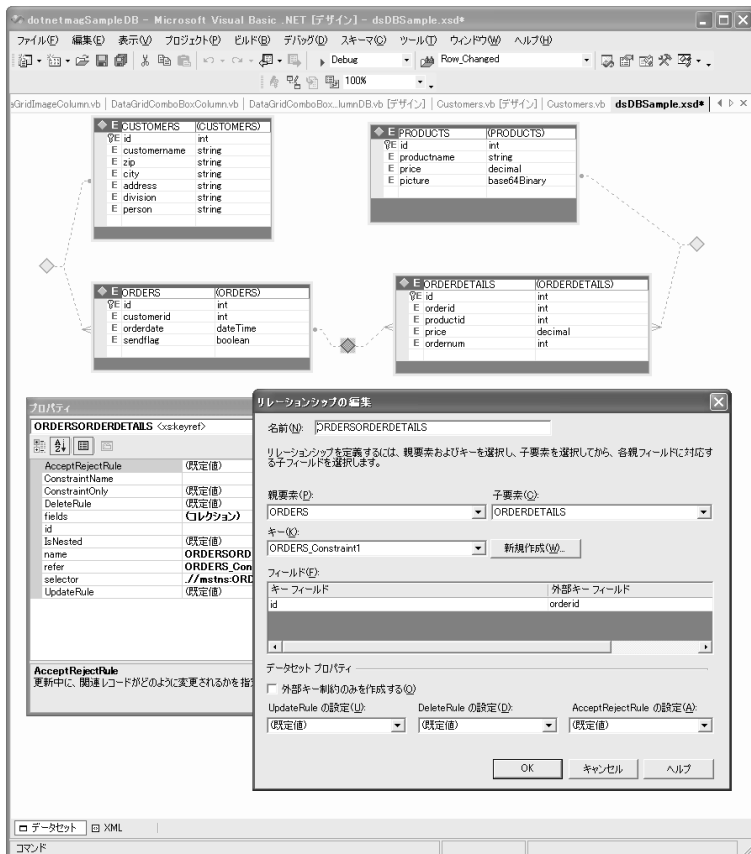 dotnetmagSampleDB - Microsoft Visual Basic .NET [デザイン] - dsDBSample.xsd*
ファイル(F) 編集(E) 表示(V) プロジェクト(P) ビルド(B) デバッグ(D) スキーマ(C) ツール(T) ウィンドウ(W) ヘルプ(H)
Debug Row_Changed
100%
sGridImageColumn.vb | DataGridComboBoxColumn.vb | DataGridComboBox...lumnDB.vb [デザイン] | Customers.vb [デザイン] | Customers.vb dsDBSample.xsd*
E CUSTOMERS (CUSTOMERS)
E id int
E customername string
E zip string
E city string
E address string
E division string
E person string
E PRODUCTS (PRODUCTS)
E id int
E productname string
E price decimal
E picture base64Binary
E ORDERS (ORDERS)
E id int
E customerid int
E orderdate dateTime
E sendflag boolean
E ORDERDETAILS (ORDERDETAILS)
E id int
E orderid int
E productid int
E price decimal
E ordernum int
プロパティ
ORDERSORDERDETAILS <xs:keyref>
AcceptRejectRule (既定値)
ConstraintName
ConstraintOnly (既定値)
DeleteRule (既定値)
fields (コレクション)
id
IsNested (既定値)
name ORDERSORD
refer ORDERS_Con
selector .//mstns:ORD
UpdateRule (既定値)
AcceptRejectRule
更新中に、関連レコードがどのように変更されるかを指
リレーションシップの編集
名前(N): ORDERSORDERDETAILS
リレーションシップを定義するには、親要素およびキーを選択し、子要素を選択してから、各親フィールドに対応す
る子フィールドを選択します。
親要素(P): 子要素(C):
ORDERS ORDERDETAILS
キー(K):
ORDERS_Constraint1 新規作成(W)...
フィールド(F):
キー フィールド 外部キー フィールド
id orderid
データセット プロパティ
外部キー制約のみを作成する(O)
UpdateRule の設定(U): DeleteRule の設定(D): AcceptRejectRule の設定(A):
(既定値) (既定値) (既定値)
OK キャンセル ヘルプ
データセット XML
コマンド